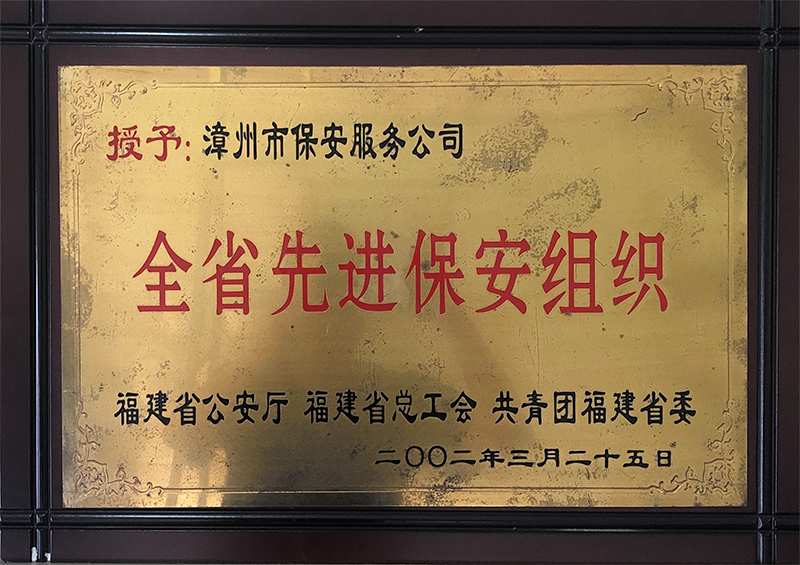 授予：漳州市保安服务公司
全省先进保安组织
福建省公安厅 福建省总工会 共青团福建省委
二〇〇二年三月二十五日